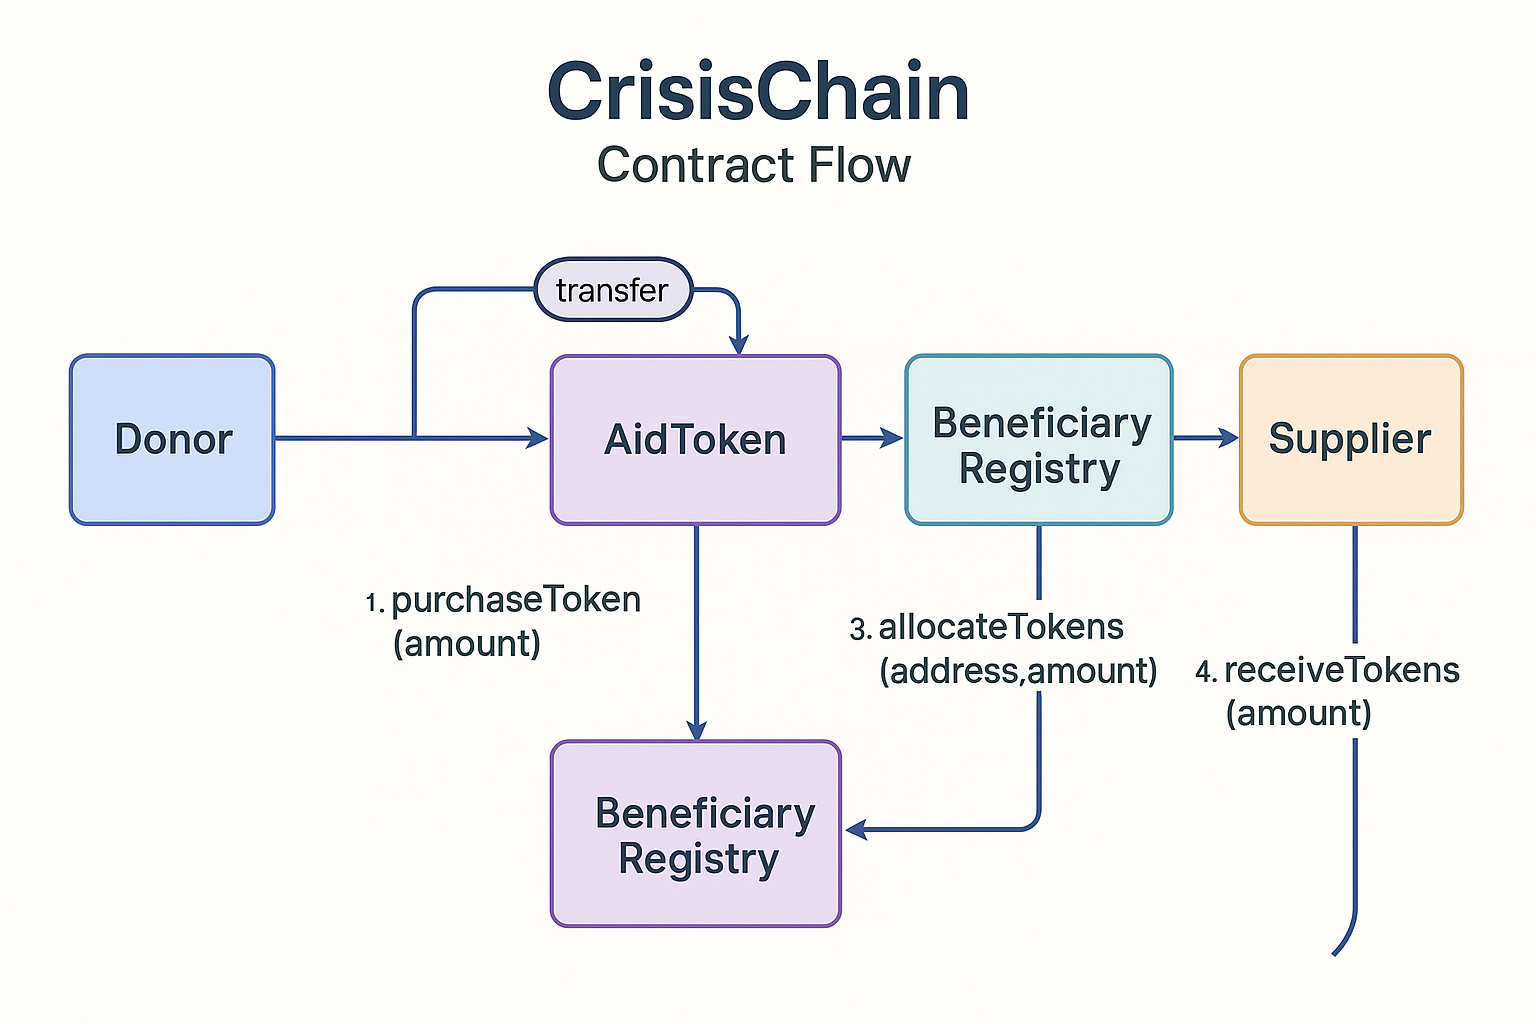 CrisisChain
Contract Flow
transfer
Donor
AidToken
Beneficiary
Registry
Supplier
1. purchaseToken
(amount)
3. allocateTokens
(address,amount)
4. receiveTokens
(amount)
Beneficiary
Registry